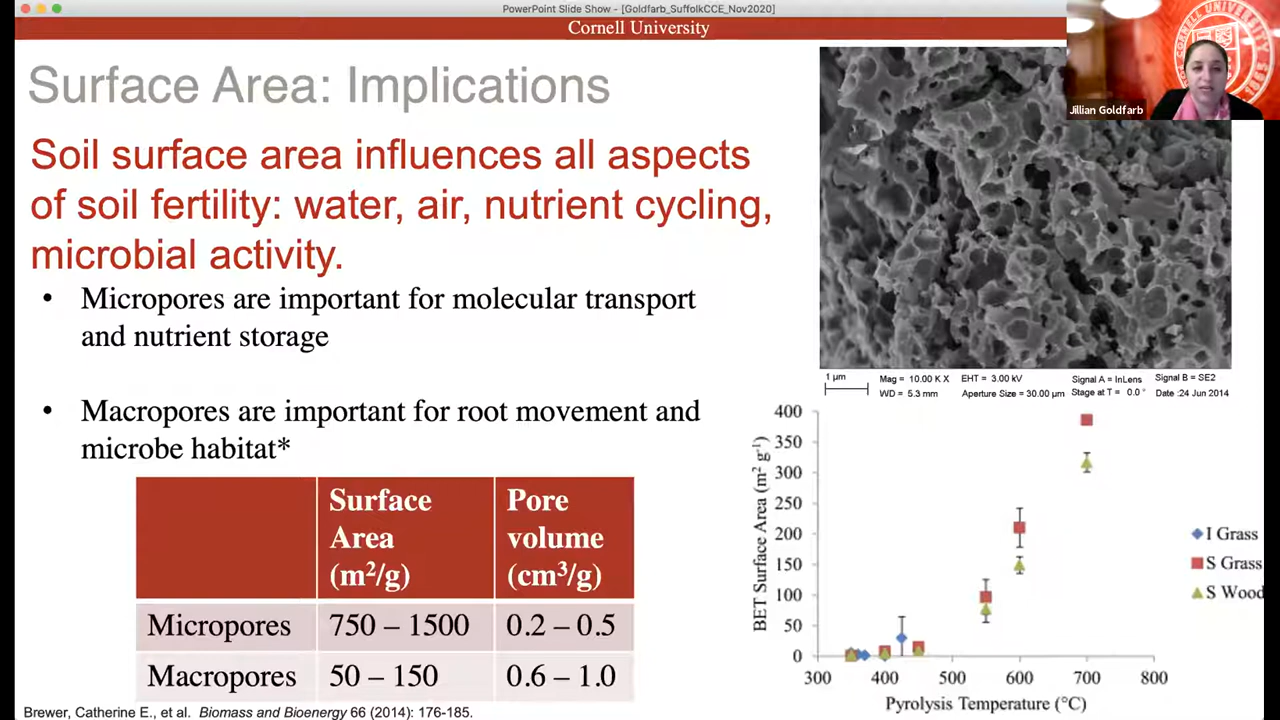 PowerPoint Slide Show - [Goldfarb_SuffolkCCE_Nov2020]
Cornell University
Jillian Goldfarb
Surface Area: Implications
Soil surface area influences all aspects
of soil fertility: water, air, nutrient cycling,
microbial activity.
• Micropores are important for molecular transport
and nutrient storage
• Macropores are important for root movement and
microbe habitat*
Surface Area (m²/g) Pore volume (cm³/g)
Micropores 750 – 1500 0.2 – 0.5
Macropores 50 – 150 0.6 – 1.0
Brewer, Catherine E., et al. Biomass and Bioenergy 66 (2014): 176-185.
1 µm Mag = 10.00 K X EHT = 3.00 kV Signal A = InLens Signal B = SE2
WD = 5.3 mm Aperture Size = 30.00 µm Stage at T = 0.0 ° Date :24 Jun 2014
BET Surface Area (m² g⁻¹)
400
350
300
250
200
150
100
50
0
300 400 500 600 700 800
Pyrolysis Temperature (°C)
I Grass
S Grass
S Wood